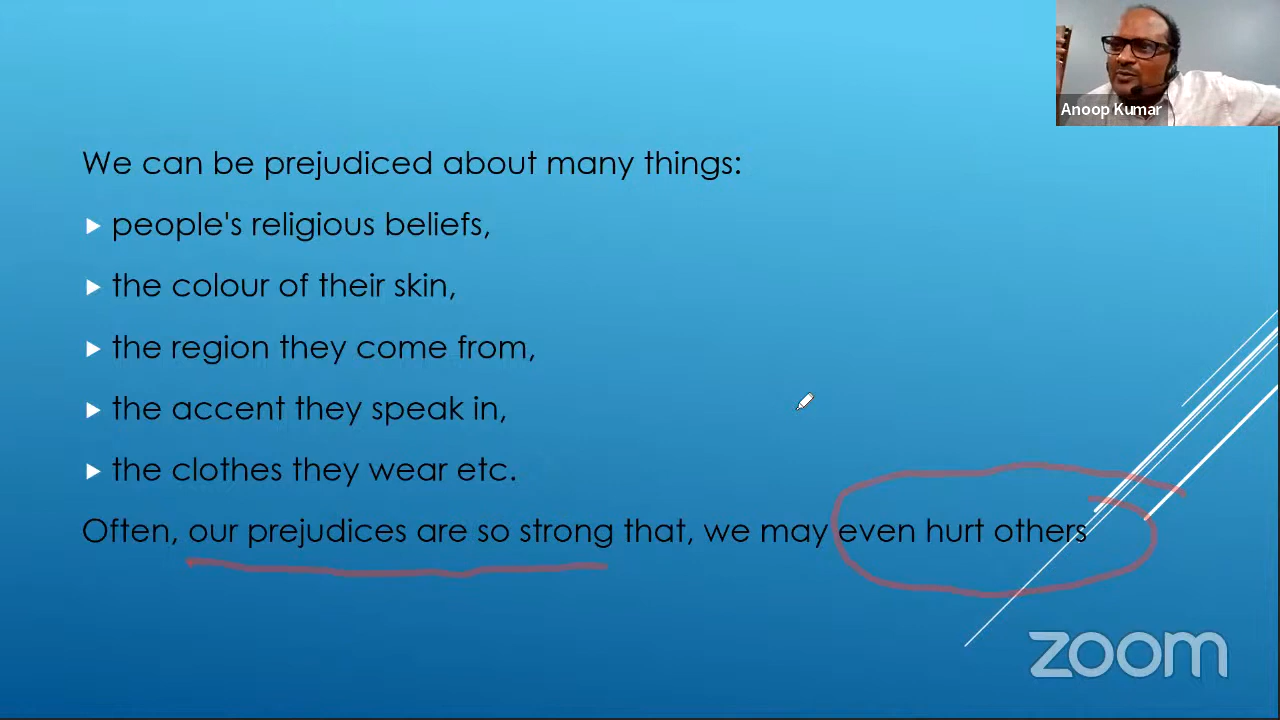 Anoop Kumar
We can be prejudiced about many things:
people's religious beliefs,
the colour of their skin,
the region they come from,
the accent they speak in,
the clothes they wear etc.
Often, our prejudices are so strong that, we may even hurt others
zoom